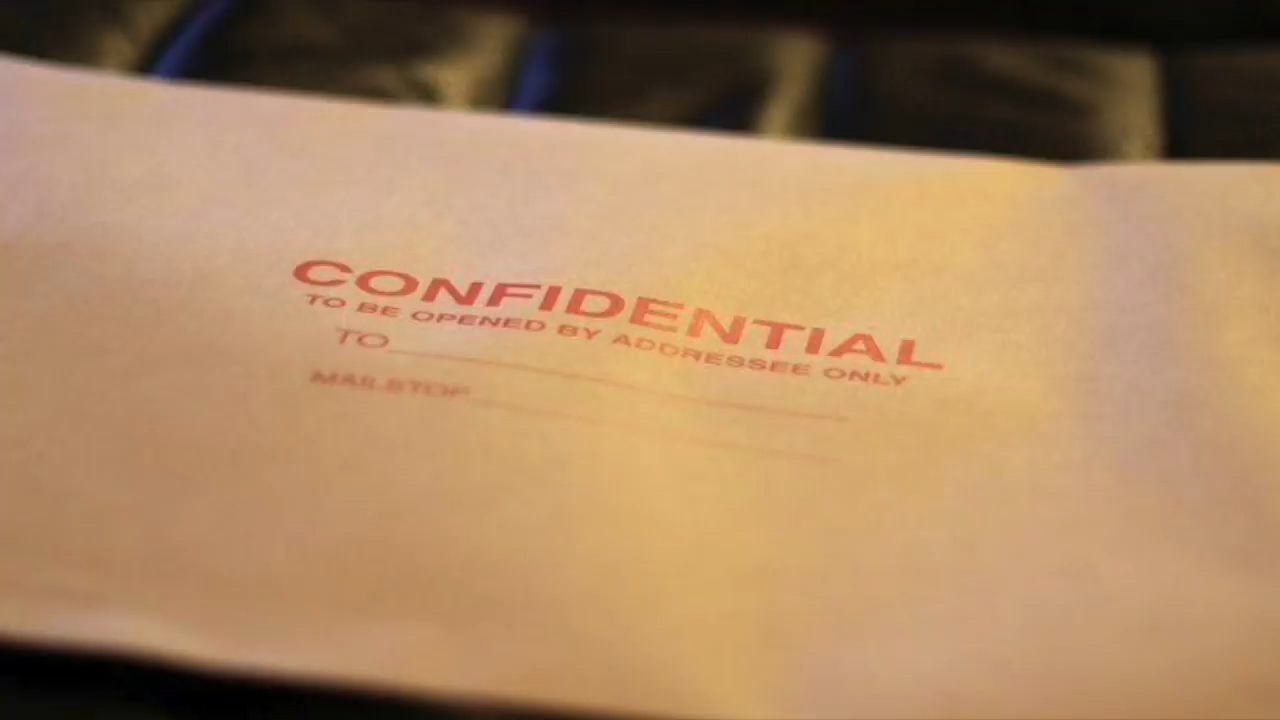 CONFIDENTIAL
TO BE OPENED BY ADDRESSEE ONLY
TO
MAIL STOP